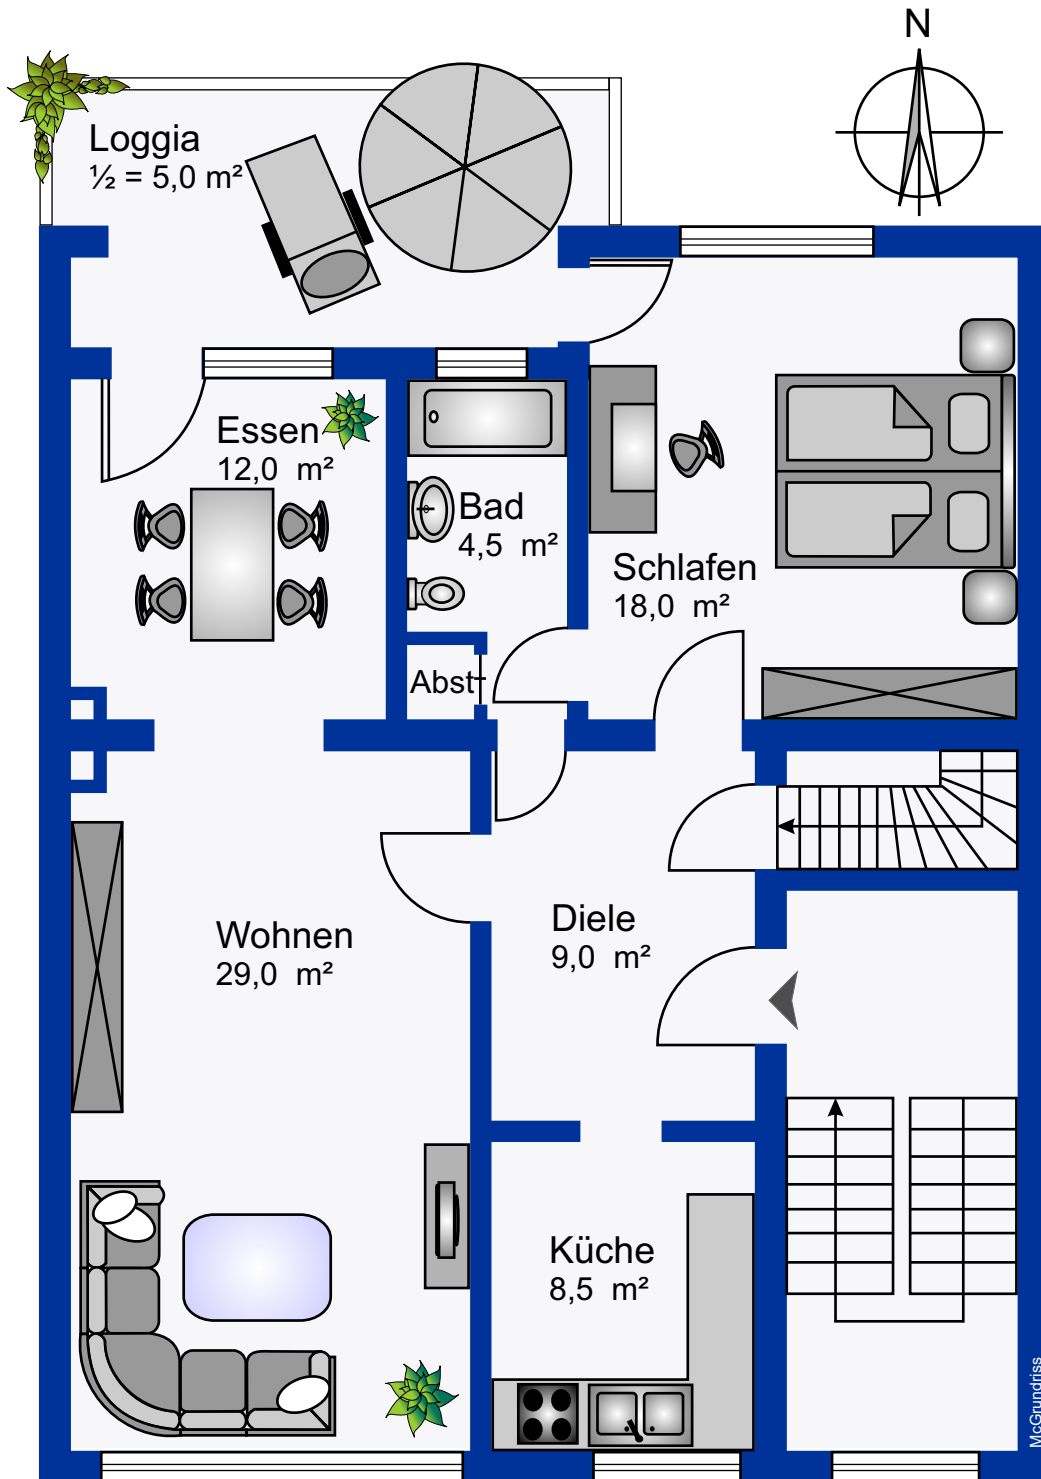 N
Loggia
½ = 5,0 m²
Essen
12,0 m²
Bad
4,5 m²
Schlafen
18,0 m²
Abst
Wohnen
29,0 m²
Diele
9,0 m²
Küche
8,5 m²
McGrundriss